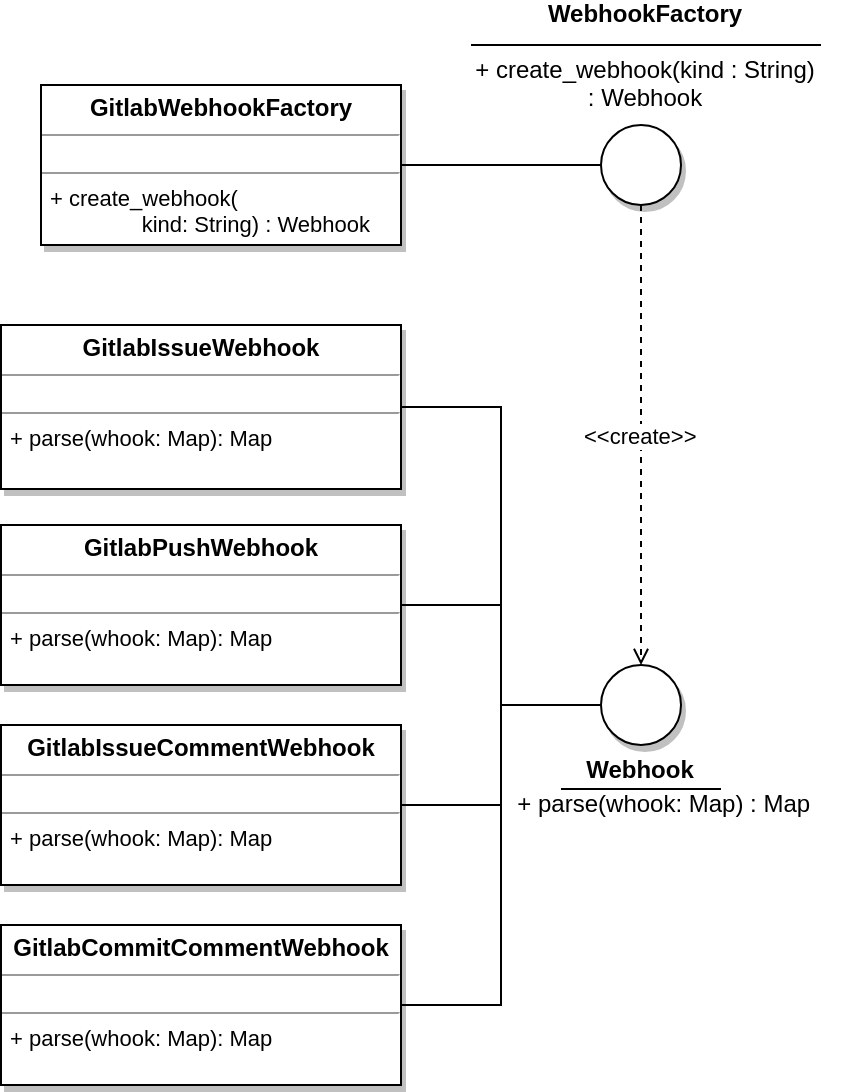 WebhookFactory
+ create_webhook(kind : String)
: Webhook
GitlabWebhookFactory
+ create_webhook(
kind: String) : Webhook
GitlabIssueWebhook
+ parse(whook: Map): Map
<<create>>
GitlabPushWebhook
+ parse(whook: Map): Map
GitlabIssueCommentWebhook
+ parse(whook: Map): Map
Webhook
+ parse(whook: Map) : Map
GitlabCommitCommentWebhook
+ parse(whook: Map): Map